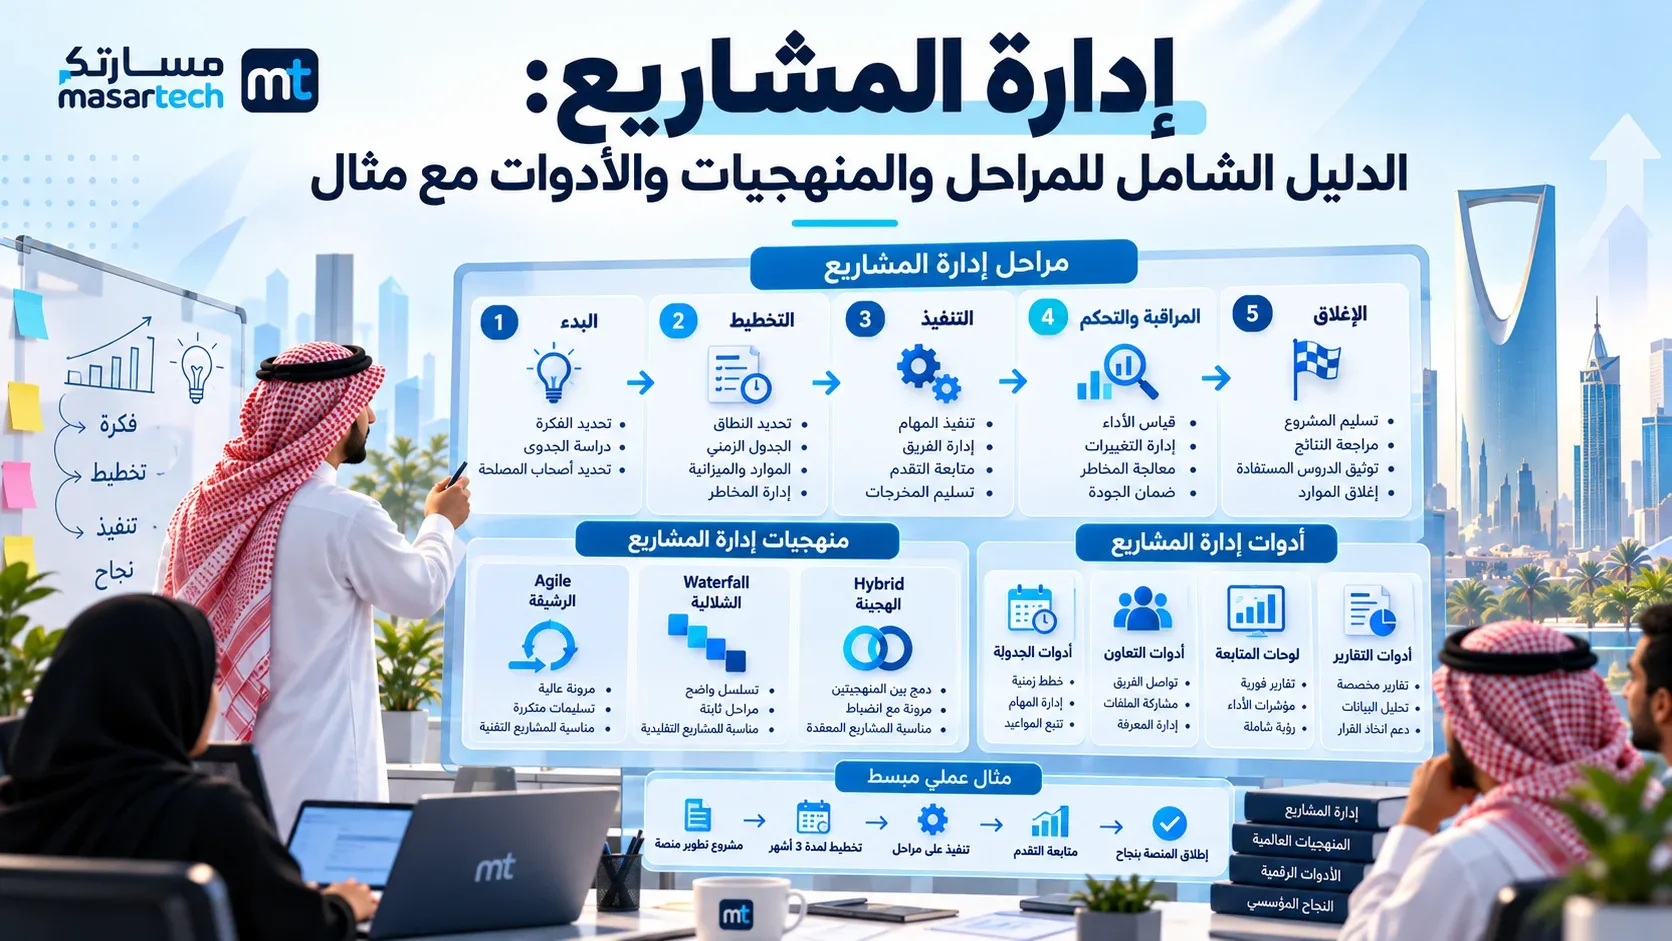 مسارتك
masartech
mt
إدارة المشاريع:
الدليل الشامل للمراحل والمنهجيات والأدوات مع مثال
مراحل إدارة المشاريع
1 البدء
تحديد الفكرة
دراسة الجدوى
تحديد أصحاب المصلحة
2 التخطيط
تحديد النطاق
الجدول الزمني
الموارد والميزانية
إدارة المخاطر
3 التنفيذ
تنفيذ المهام
إدارة الفريق
متابعة التقدم
تسليم المخرجات
4 المراقبة والتحكم
قياس الأداء
إدارة التغييرات
معالجة المخاطر
ضمان الجودة
5 الإغلاق
تسليم المشروع
مراجعة النتائج
توثيق الدروس المستفادة
إغلاق الموارد
منهجيات إدارة المشاريع
Agile
الرشيقة
مرونة عالية
تسليمات متكررة
مناسبة للمشاريع التقنية
Waterfall
الشلالية
تسلسل واضح
مراحل ثابتة
مناسبة للمشاريع التقليدية
Hybrid
الهجينة
دمج بين المنهجيتين
مرونة مع انضباط
مناسبة للمشاريع المعقدة
أدوات إدارة المشاريع
أدوات الجدولة
خطط زمنية
إدارة المهام
تتبع المواعيد
أدوات التعاون
تواصل الفريق
مشاركة الملفات
إدارة المعرفة
لوحات المتابعة
تقارير فورية
مؤشرات الأداء
رؤية شاملة
أدوات التقارير
تقارير مخصصة
تحليل البيانات
دعم اتخاذ القرار
مثال عملي مبسط
مشروع تطوير منصة
تخطيط لمدة 3 أشهر
تنفيذ على مراحل
متابعة التقدم
إطلاق المنصة بنجاح
فكرة
تخطيط
تنفيذ
نجاح
mt
mt
إدارة المشاريع
المنهجيات العالمية
الأدوات الرقمية
النجاح المؤسسي